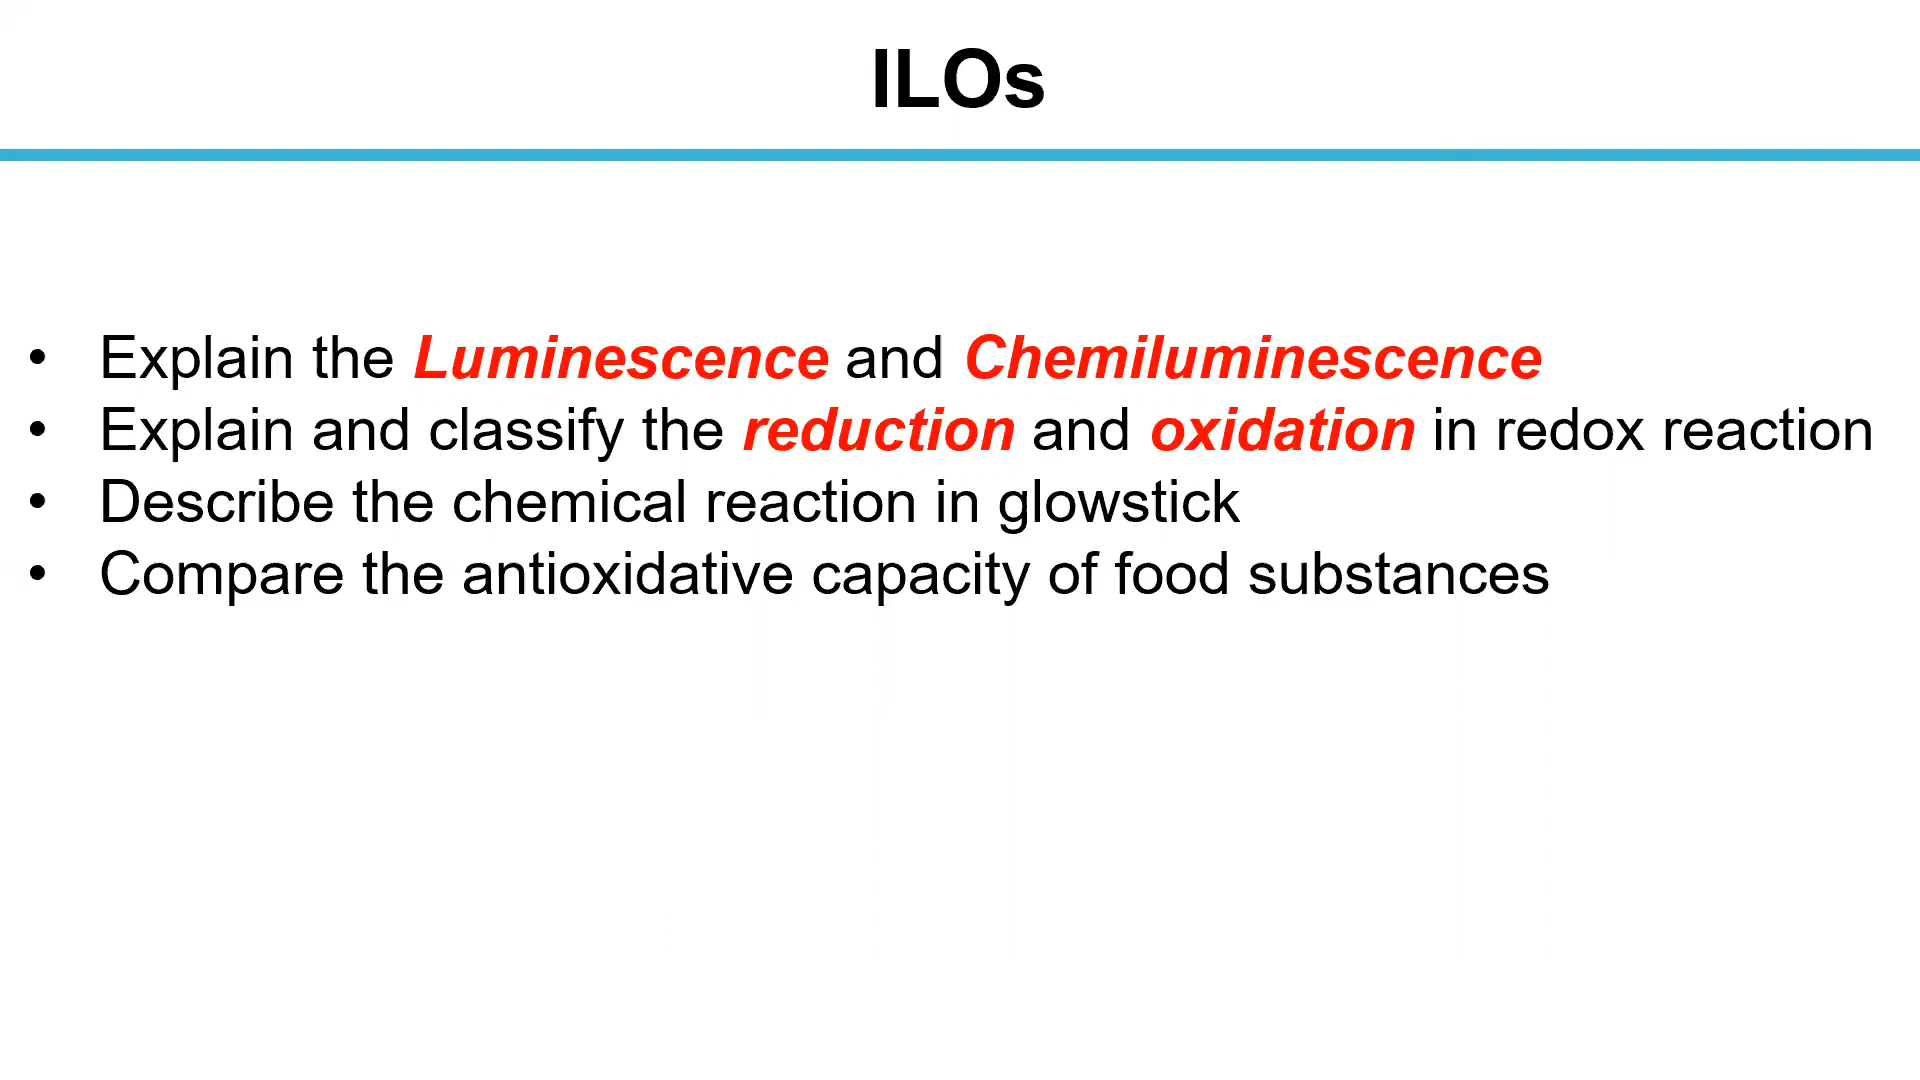 ILOs
• Explain the Luminescence and Chemiluminescence
• Explain and classify the reduction and oxidation in redox reaction
• Describe the chemical reaction in glowstick
• Compare the antioxidative capacity of food substances